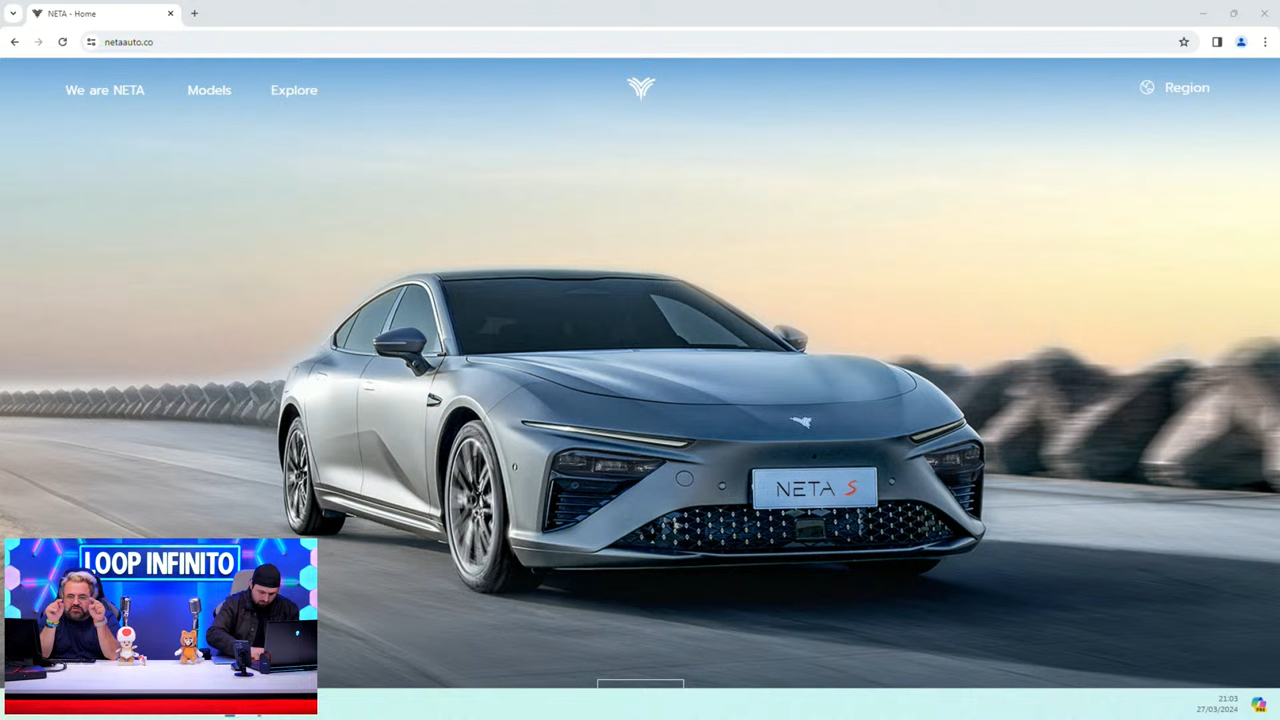 NETA - Home
netaauto.co
We are NETA
Models
Explore
Region
NETA S
LOOP INFINITO
21:03
27/03/2024